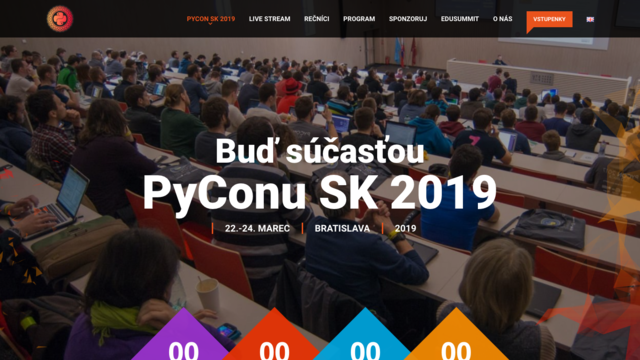 PYCON SK 2019 LIVE STREAM REČNÍCI PROGRAM SPONZORUJ EDUSUMMIT O NÁS VSTUPENKY
Buď súčasťou
PyConu SK 2019
22.-24. MAREC BRATISLAVA 2019
00 00 00 00